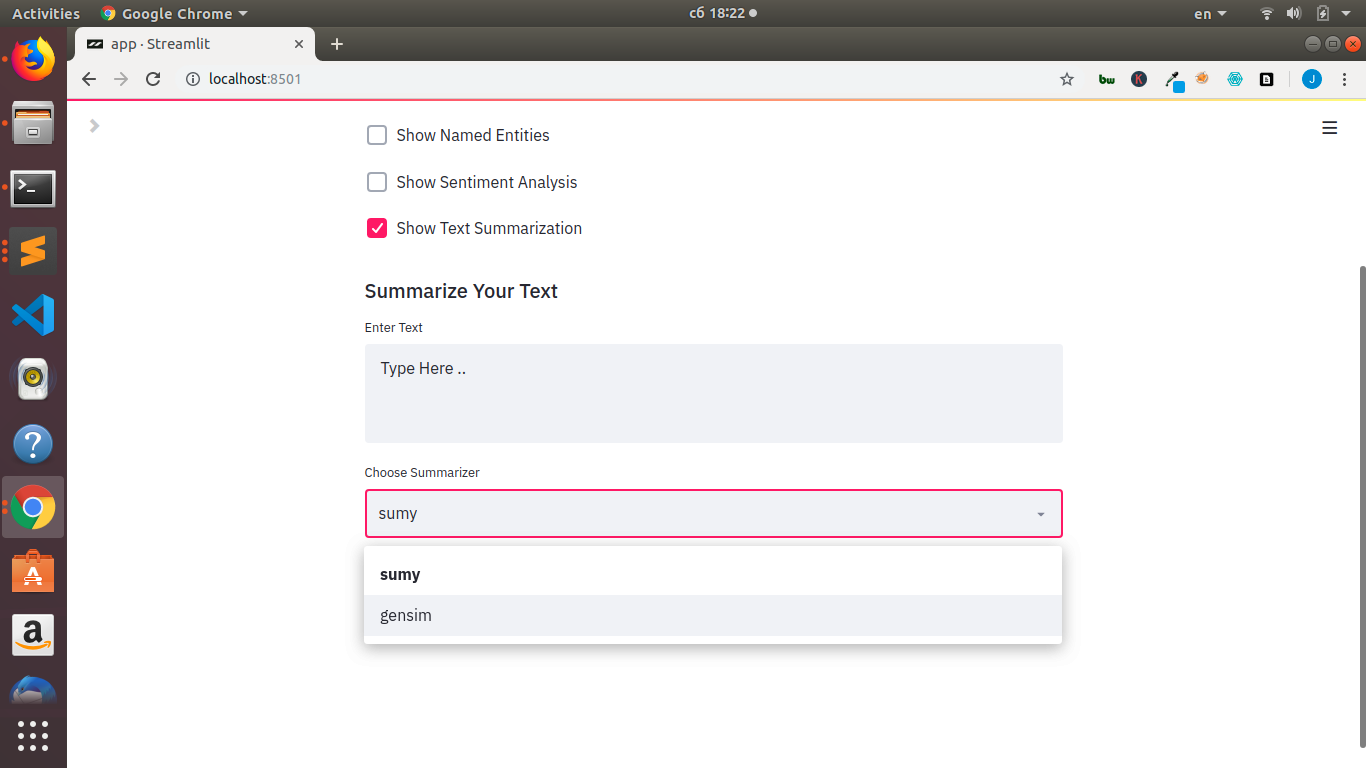 Activities Google Chrome сб 18:22 en
app · Streamlit
localhost:8501
bw K J
Show Named Entities
Show Sentiment Analysis
Show Text Summarization
Summarize Your Text
Enter Text
Type Here ..
Choose Summarizer
sumy
sumy
gensim